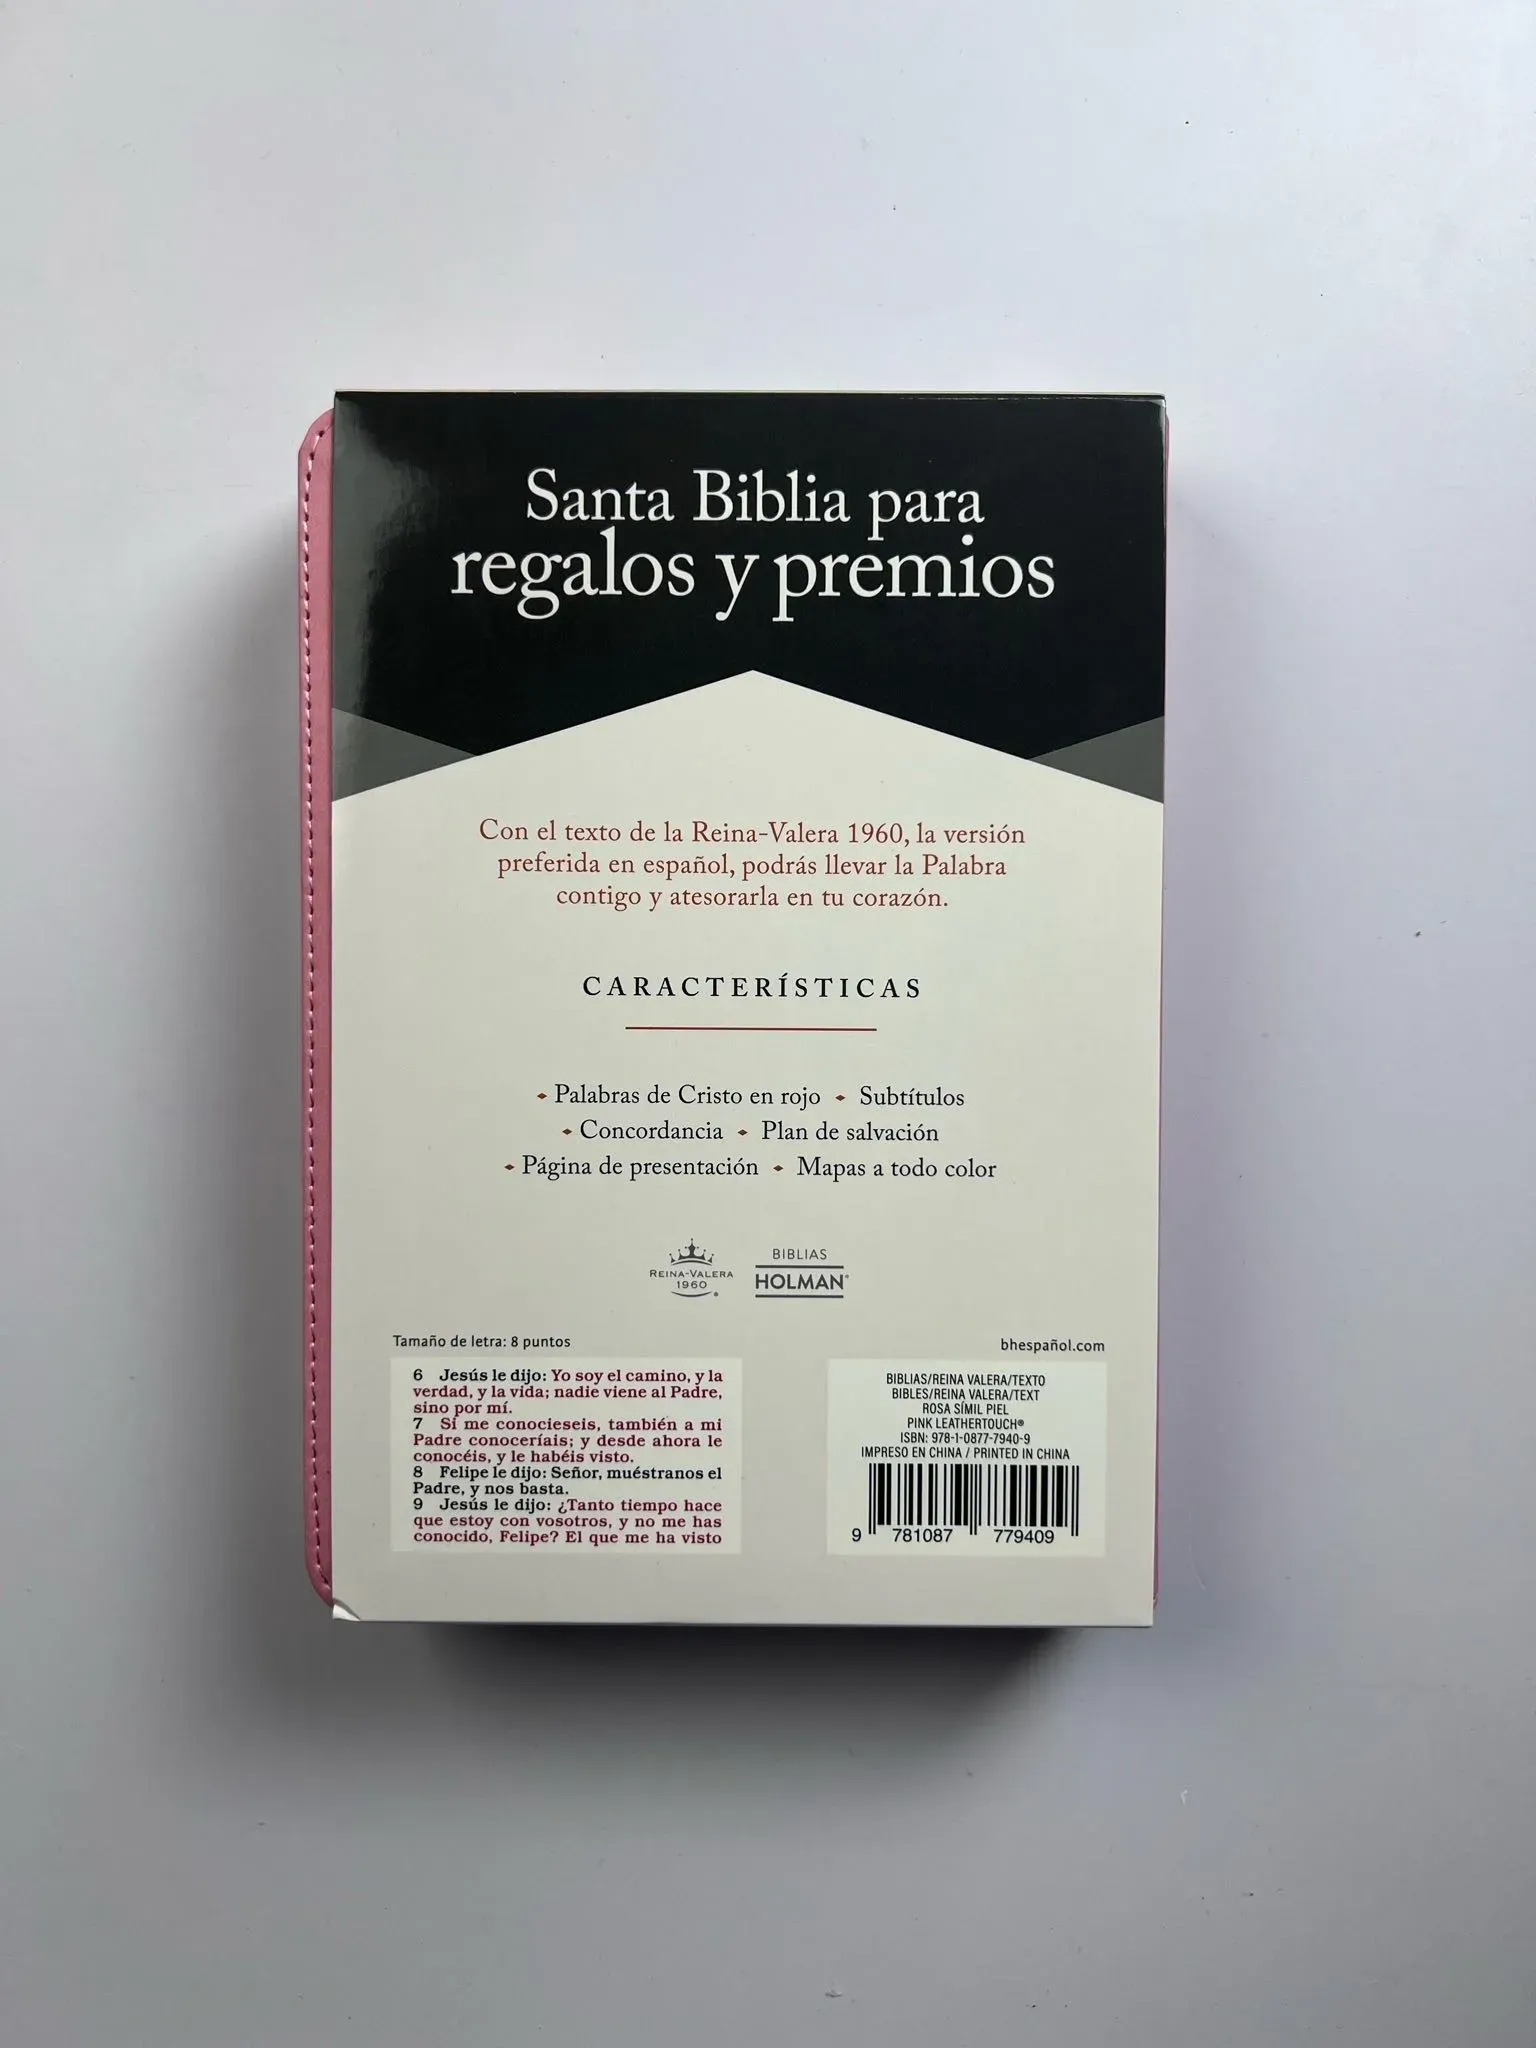 Santa Biblia para
regalos y premios
Con el texto de la Reina-Valera 1960, la versión
preferida en español, podrás llevar la Palabra
contigo y atesorarla en tu corazón.
CARACTERÍSTICAS
Palabras de Cristo en rojo
Subtítulos
Concordancia
Plan de salvación
Página de presentación
Mapas a todo color
REINA-VALERA
1960
BIBLIAS
HOLMAN
Tamaño de letra: 8 puntos
6 Jesús le dijo: Yo soy el camino, y la
verdad, y la vida; nadie viene al Padre,
sino por mí.
7 Si me conocieseis, también a mi
Padre conoceríais; y desde ahora le
conocéis, y le habéis visto.
8 Felipe le dijo: Señor, muéstranos el
Padre, y nos basta.
9 Jesús le dijo: ¿Tanto tiempo hace
que estoy con vosotros, y no me has
conocido, Felipe? El que me ha visto
bhespañol.com
BIBLIAS/REINA VALERA/TEXTO
BIBLES/REINA VALERA/TEXT
ROSA SÍMIL PIEL
PINK LEATHERTOUCH®
ISBN: 978-1-0877-7940-9
IMPRESO EN CHINA / PRINTED IN CHINA
9 781087 779409